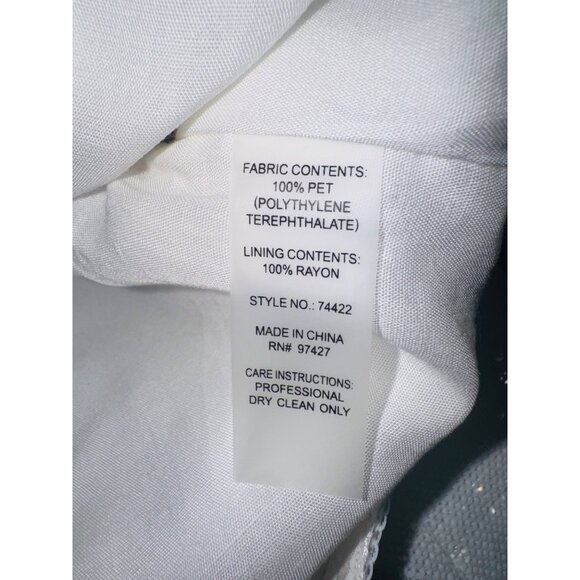 FABRIC CONTENTS:
100% PET
(POLYTHYLENE
TEREPHTHALATE)
LINING CONTENTS:
100% RAYON
STYLE NO.: 74422
MADE IN CHINA
RN# 97427
CARE INSTRUCTIONS:
PROFESSIONAL
DRY CLEAN ONLY